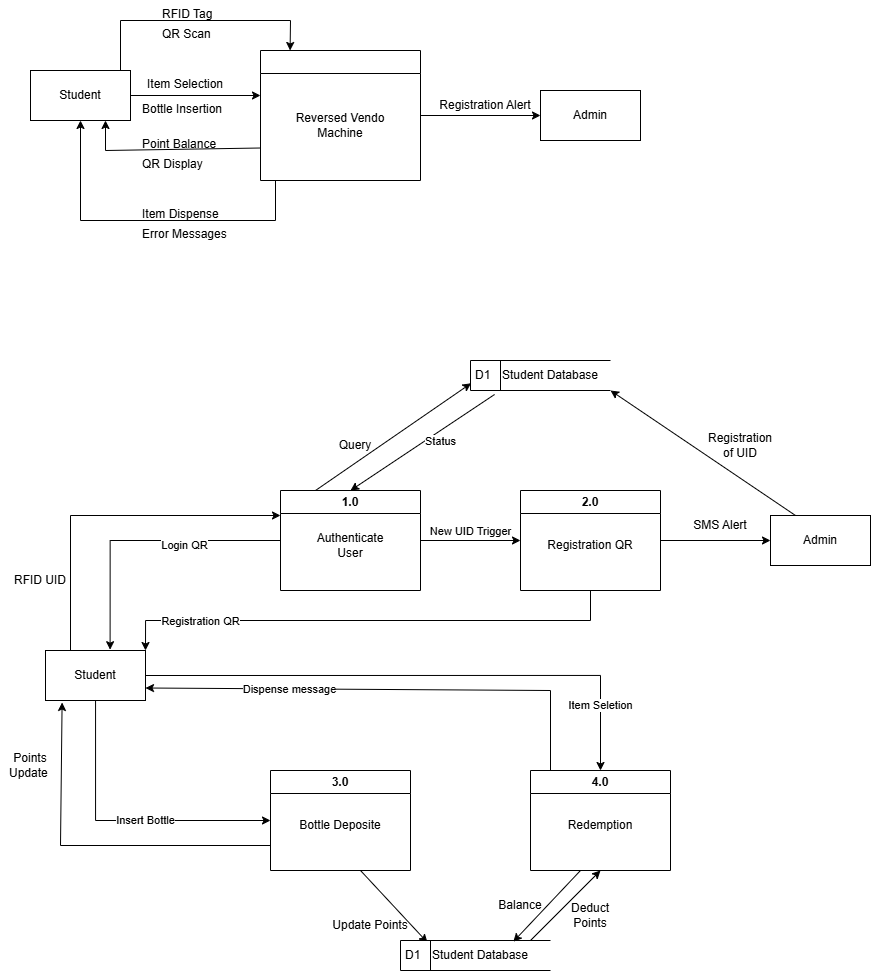 RFID Tag
QR Scan
Student
Item Selection
Bottle Insertion
Reversed Vendo
Machine
Registration Alert
Admin
Point Balance
QR Display
Item Dispense
Error Messages
D1
Student Database
Query
Status
Registration
of UID
1.0
Authenticate
User
New UID Trigger
2.0
Registration QR
SMS Alert
Admin
Login QR
RFID UID
Registration QR
Student
Dispense message
Item Seletion
Points
Update
3.0
Bottle Deposite
Insert Bottle
4.0
Redemption
Update Points
Balance
Deduct
Points
D1
Student Database